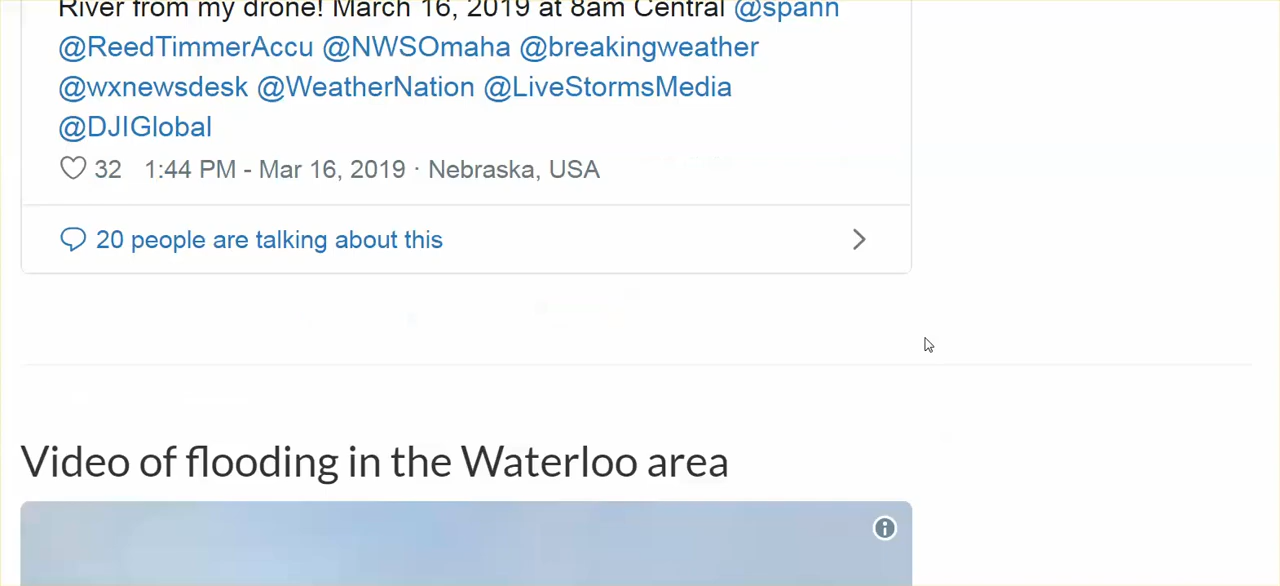 River from my drone! March 16, 2019 at 8am Central @spann
@ReedTimmerAccu @NWSOmaha @breakingweather
@wxnewsdesk @WeatherNation @LiveStormsMedia
@DJIGlobal
32 1:44 PM - Mar 16, 2019 · Nebraska, USA
20 people are talking about this
Video of flooding in the Waterloo area